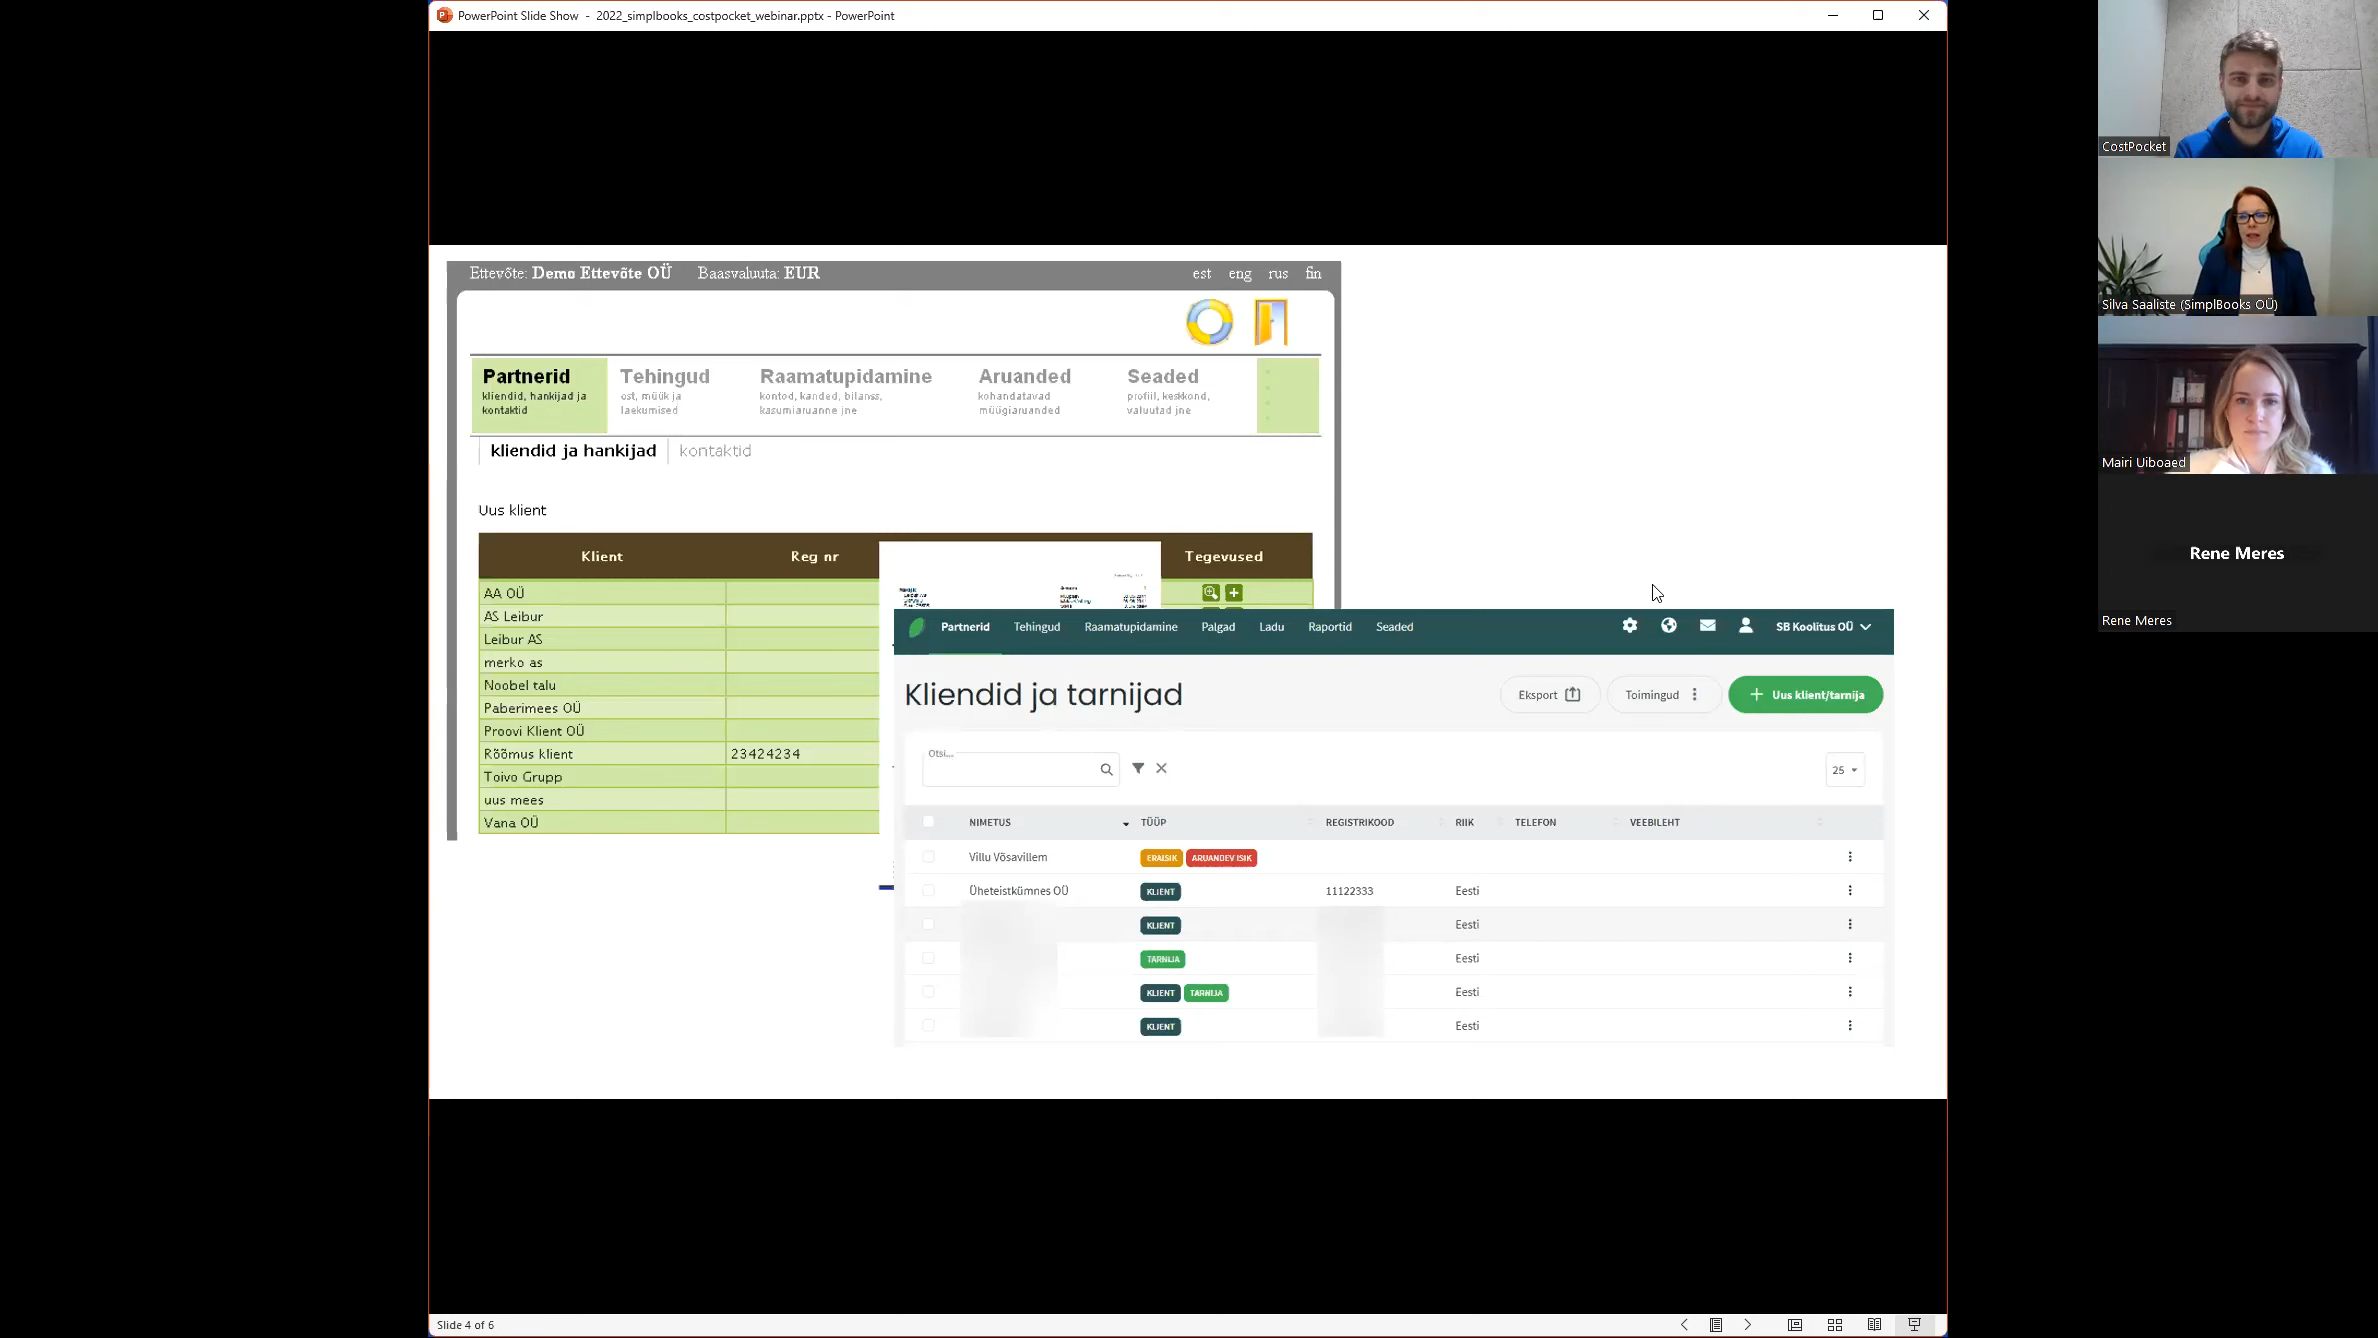 PowerPoint Slide Show - 2022_simplbooks_costpocket_webinar.pptx - PowerPoint
Ettevõte: Demo Ettevõte OÜ Baasvaluuta: EUR est eng rus fin
Partnerid Tehingud Raamatupidamine Aruanded Seaded
kliendid, hankijad ja ost, müük ja kontod, kanded, bilanss, kohandatavad profiil, keskkond,
kontaktid laekumised kasumiaruanne jne müügiaruanded valuutad jne
kliendid ja hankijad kontaktid
Uus klient
Klient Reg nr Tegevused
AA OÜ
AS Leibur
Leibur AS
merko as
Noobel talu
Paberimees OÜ
Proovi Klient OÜ
Rõõmus klient 23424234
Toivo Grupp
uus mees
Vana OÜ
Partnerid Tehingud Raamatupidamine Palgad Ladu Raportid Seaded SB Koolitus OÜ
Kliendid ja tarnijad Eksport Toimingud Uus klient/tarnija
Otsi...
25
NIMETUS TÜÜP REGISTRIKOOD RIIK TELEFON VEEBILEHT
Villu Võsavillem ERAISIK ARUANDEV ISIK
Üheteistkümnes OÜ KLIENT 11122333 Eesti
KLIENT Eesti
TARNIJA Eesti
KLIENT TARNIJA Eesti
KLIENT Eesti
Slide 4 of 6
CostPocket
Silva Saaliste (SimplBooks OÜ)
Mairi Uiboaed
Rene Meres
Rene Meres